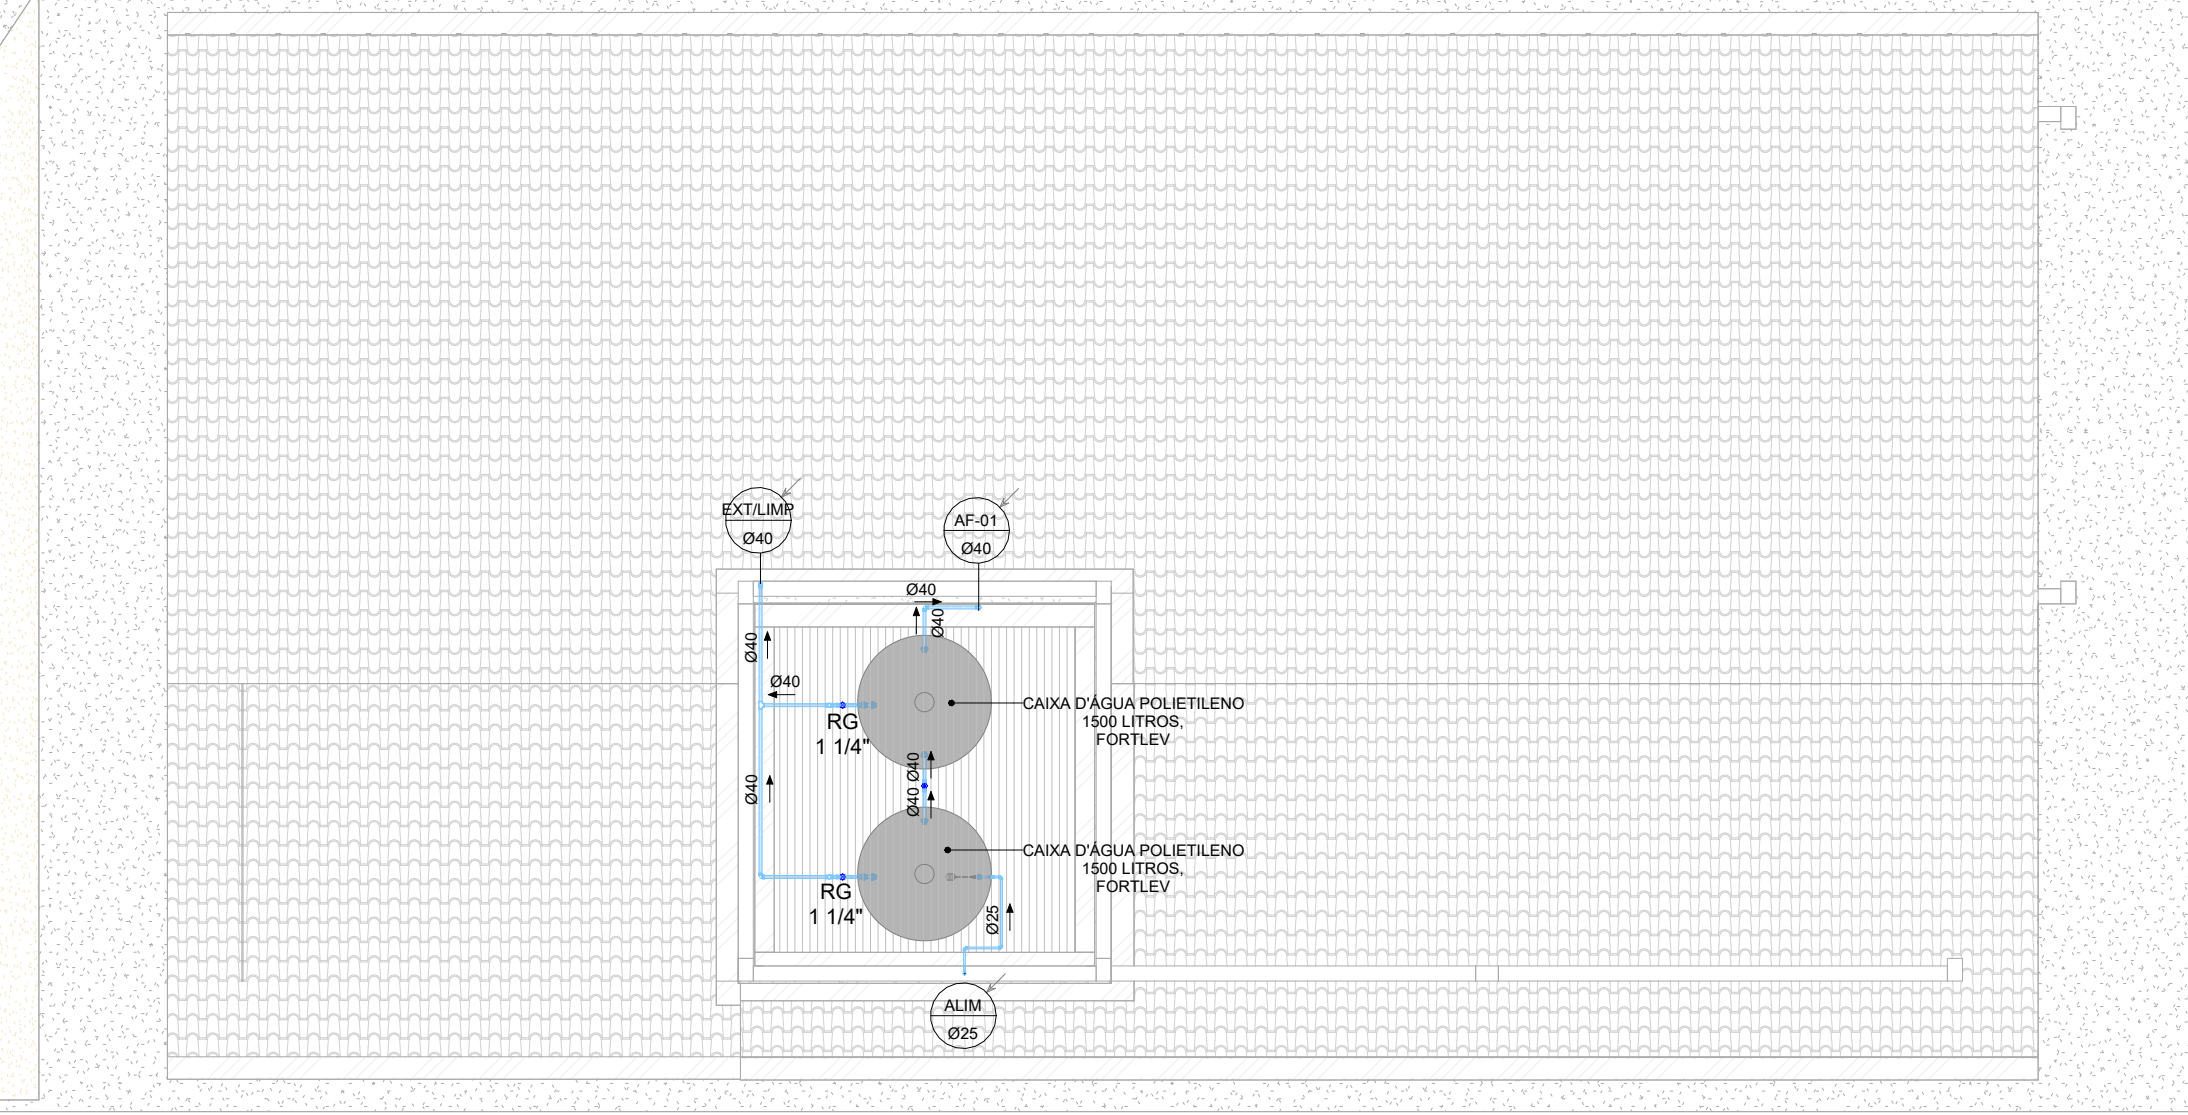 EXT/LIMP
Ø40
AF-01
Ø40
Ø40
Ø40
Ø40
Ø40
RG
1 1/4"
CAIXA D'ÁGUA POLIETILENO
1500 LITROS,
FORTLEV
Ø40
Ø40
Ø40
CAIXA D'ÁGUA POLIETILENO
1500 LITROS,
FORTLEV
RG
1 1/4"
Ø25
ALIM
Ø25